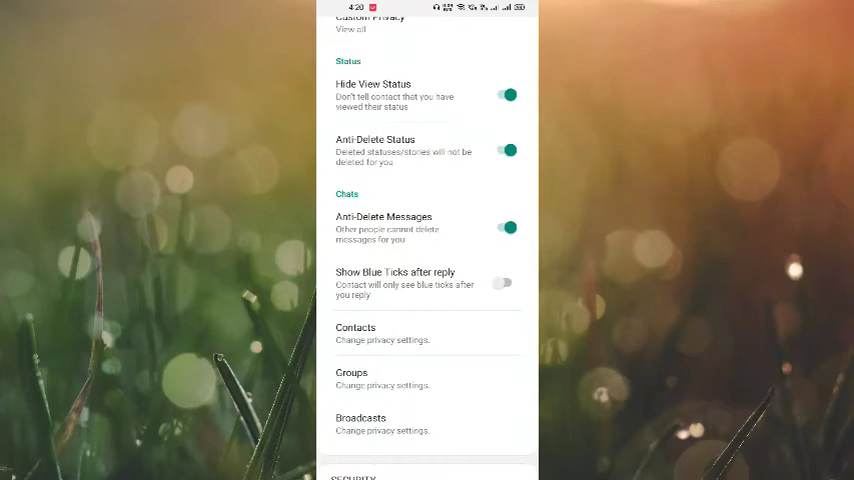 4:20
Custom Privacy
View all
Status
Hide View Status
Don't tell contact that you have
viewed their status
Anti-Delete Status
Deleted statuses/stories will not be
deleted for you
Chats
Anti-Delete Messages
Other people cannot delete
messages for you
Show Blue Ticks after reply
Contact will only see blue ticks after
you reply
Contacts
Change privacy settings.
Groups
Change privacy settings.
Broadcasts
Change privacy settings.
SECURITY